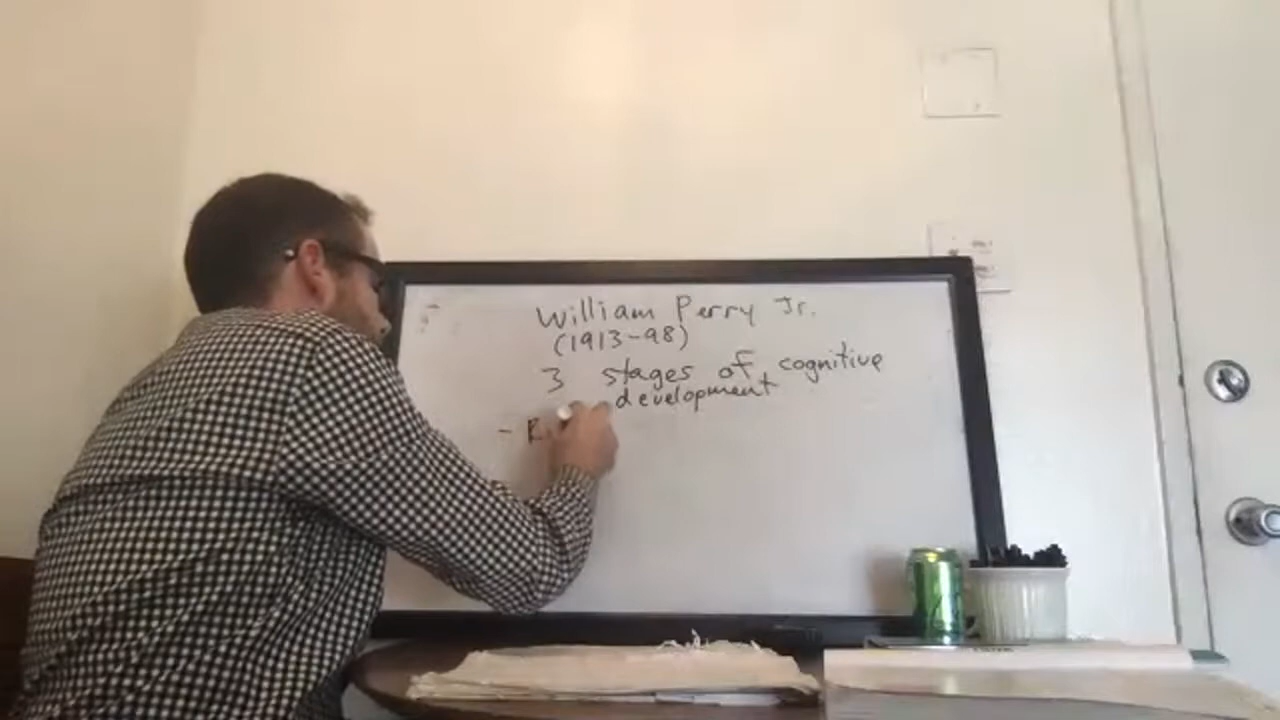 William Perry Jr.
(1913-98)
3 stages of cognitive
development
-